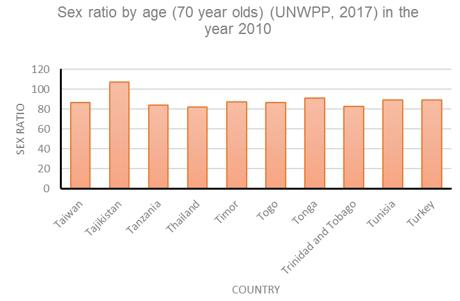 Sex ratio by age (70 year olds) (UNWPP, 2017) in the
year 2010
120
100
80
60
40
20
0
SEX RATIO
Taiwan
Tajikistan
Tanzania
Thailand
Timor
Togo
Tonga
Trinidad and Tobago
Tunisia
Turkey
COUNTRY